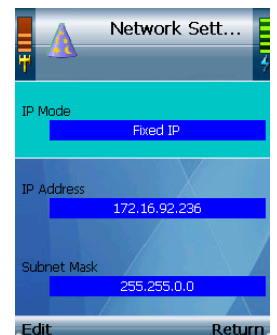 Network Sett...
IP Mode
Fixed IP
IP Address
172.16.92.236
Subnet Mask
255.255.0.0
Edit Return